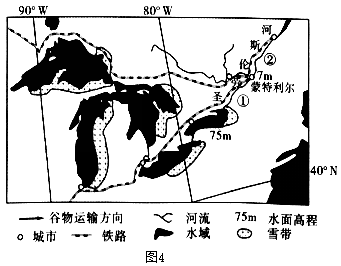 90°W 80°W
河
斯
② 
伦
7m
蒙特利尔
圣
①
75m
40°N
谷物运输方向 河流 75m 水面高程
城市 铁路 水域 雪带
图4